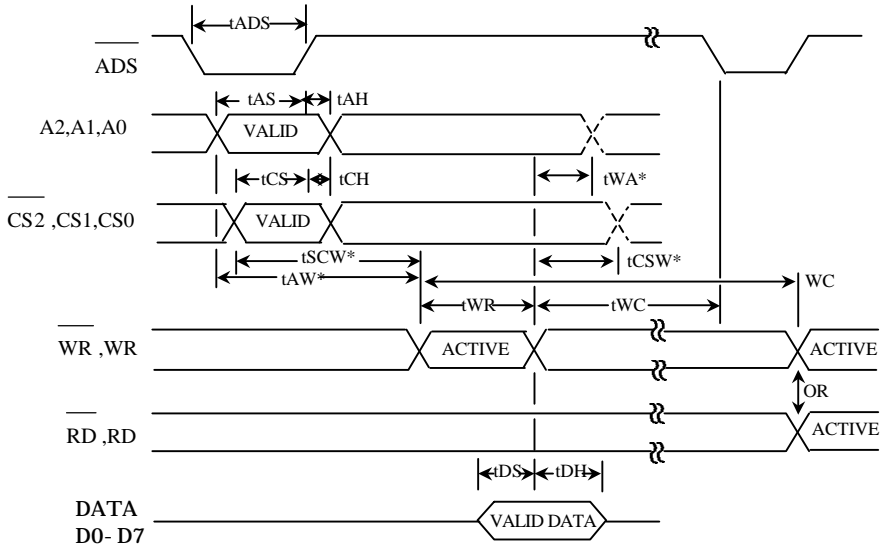 tADS
ADS
tAS tAH
A2,A1,A0 VALID
tCS tCH tWA*
CS2 ,CS1,CS0 VALID
tSCW* tCSW*
tAW* WC
tWR tWC
WR ,WR ACTIVE ACTIVE
OR
RD ,RD ACTIVE
tDS tDH
DATA
D0- D7 VALID DATA